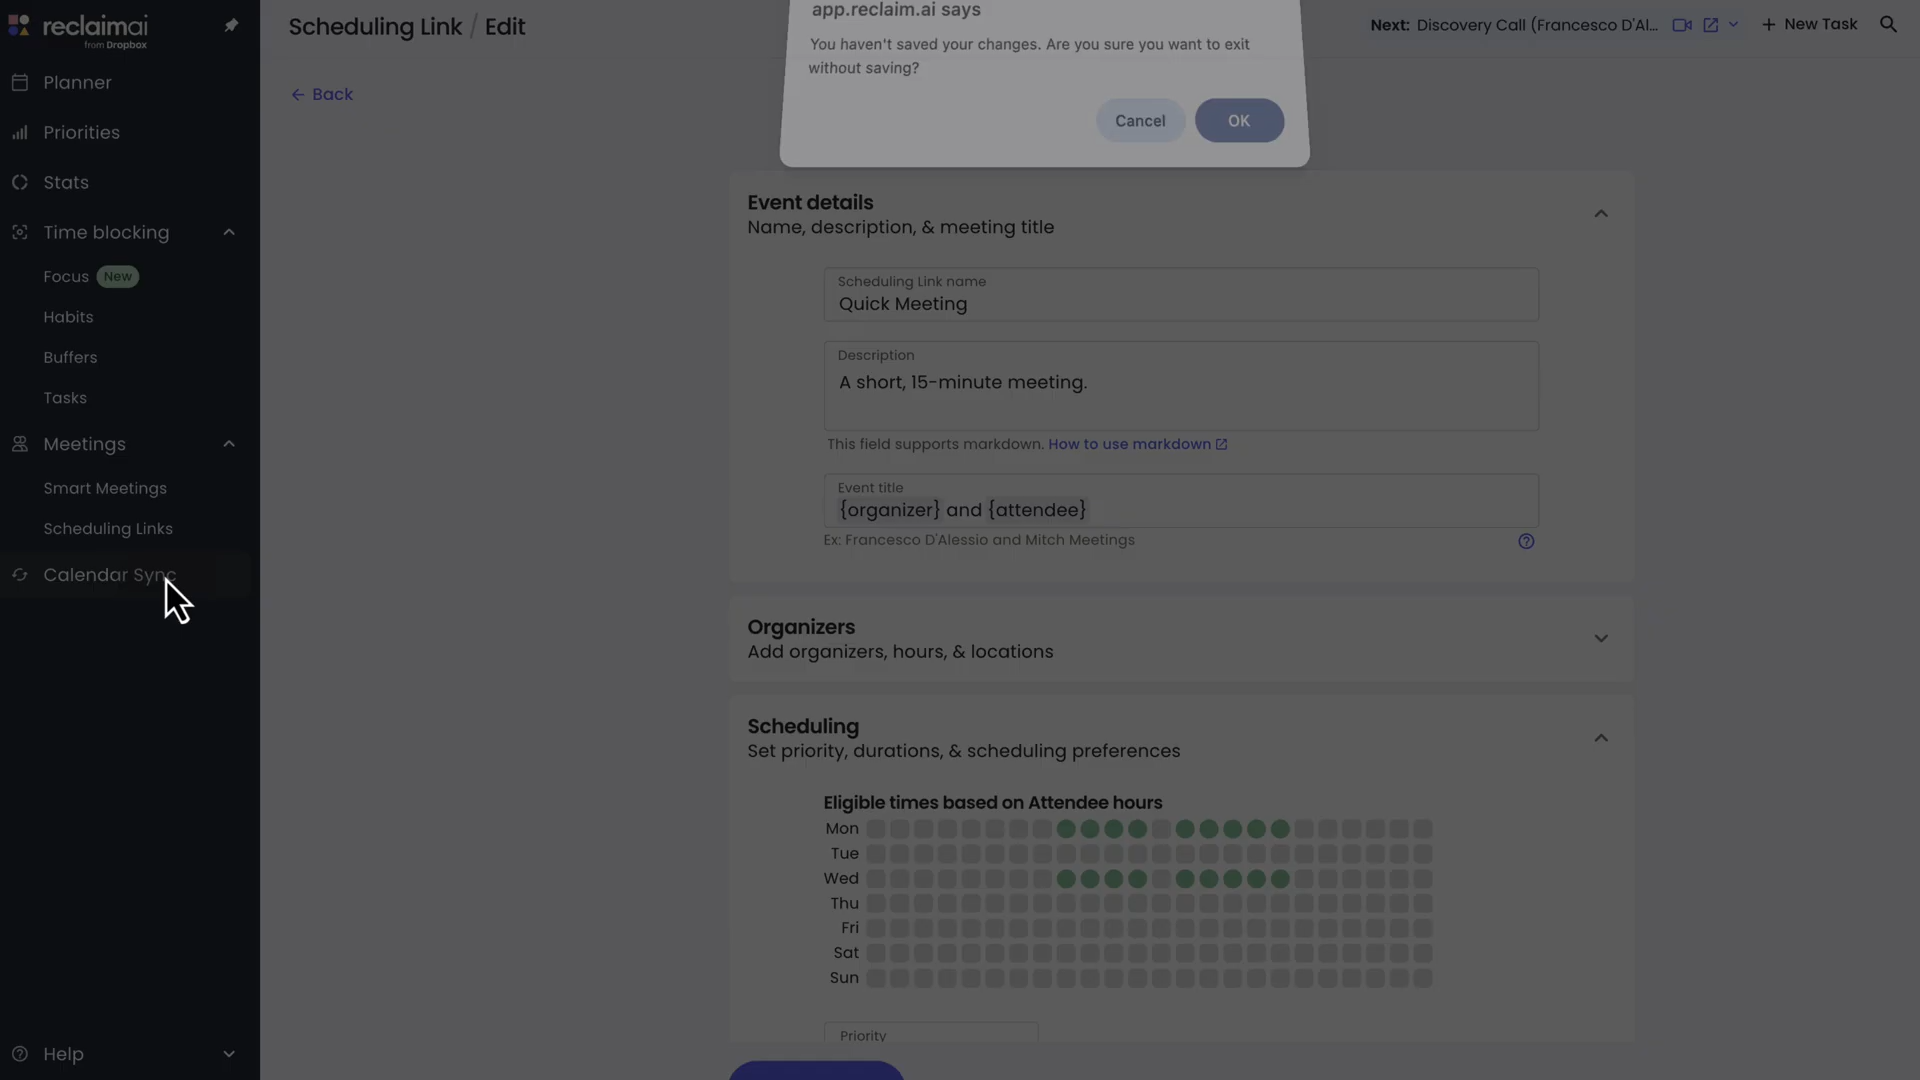 reclaimai
from Dropbox
Planner
Priorities
Stats
Time blocking
Focus New
Habits
Buffers
Tasks
Meetings
Smart Meetings
Scheduling Links
Calendar Sync
Help
Scheduling Link / Edit
Back
app.reclaim.ai says
You haven't saved your changes. Are you sure you want to exit
without saving?
Cancel
OK
Next: Discovery Call (Francesco D'Al...
+ New Task
Event details
Name, description, & meeting title
Scheduling Link name
Quick Meeting
Description
A short, 15-minute meeting.
This field supports markdown. How to use markdown
Event title
{organizer} and {attendee}
Ex: Francesco D'Alessio and Mitch Meetings
Organizers
Add organizers, hours, & locations
Scheduling
Set priority, durations, & scheduling preferences
Eligible times based on Attendee hours
Mon
Tue
Wed
Thu
Fri
Sat
Sun
Priority